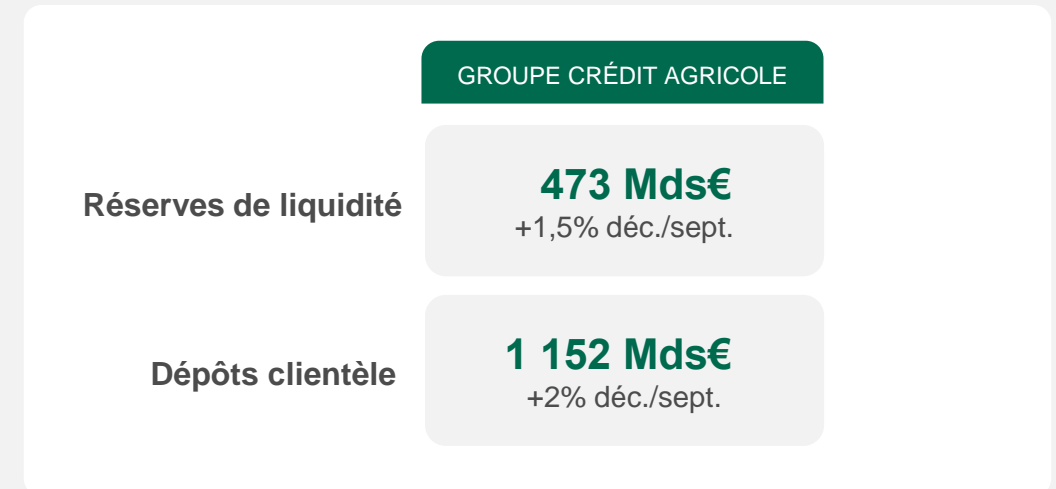 GROUPE CRÉDIT AGRICOLE
Réserves de liquidité
473 Mds€
+1,5% déc./sept.
Dépôts clientèle
1 152 Mds€
+2% déc./sept.